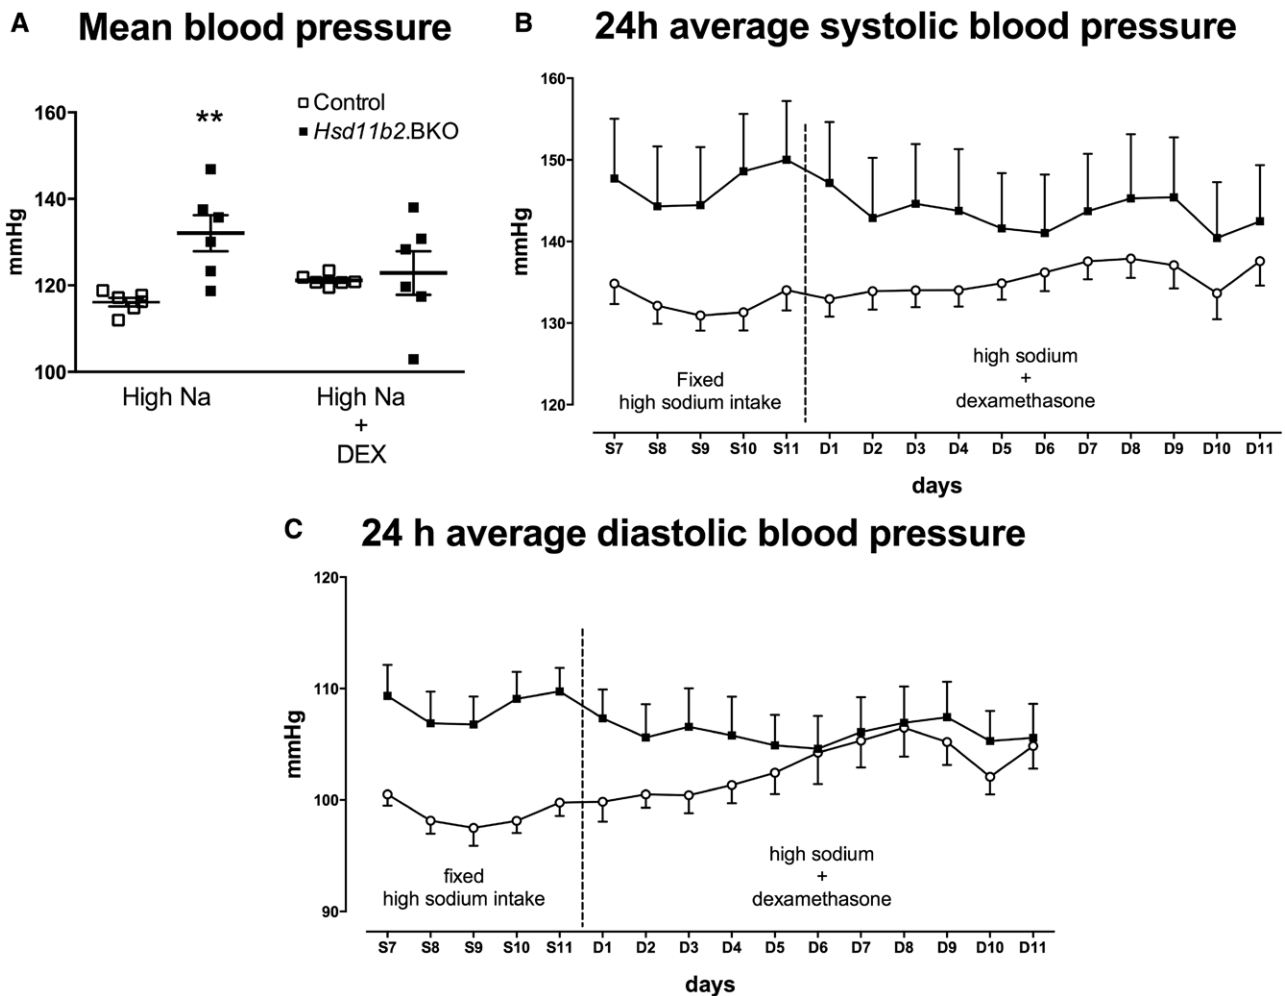 A Mean blood pressure
160
140
120
100
mmHg
**
Control
Hsd11b2.BKO
High Na
High Na
+
DEX
B 24h average systolic blood pressure
160
150
140
130
120
mmHg
Fixed
high sodium intake
high sodium
+
dexamethasone
S7 S8 S9 S10 S11 D1 D2 D3 D4 D5 D6 D7 D8 D9 D10 D11
days
C 24 h average diastolic blood pressure
120
110
100
90
mmHg
fixed
high sodium intake
high sodium
+
dexamethasone
S7 S8 S9 S10 S11 D1 D2 D3 D4 D5 D6 D7 D8 D9 D10 D11
days